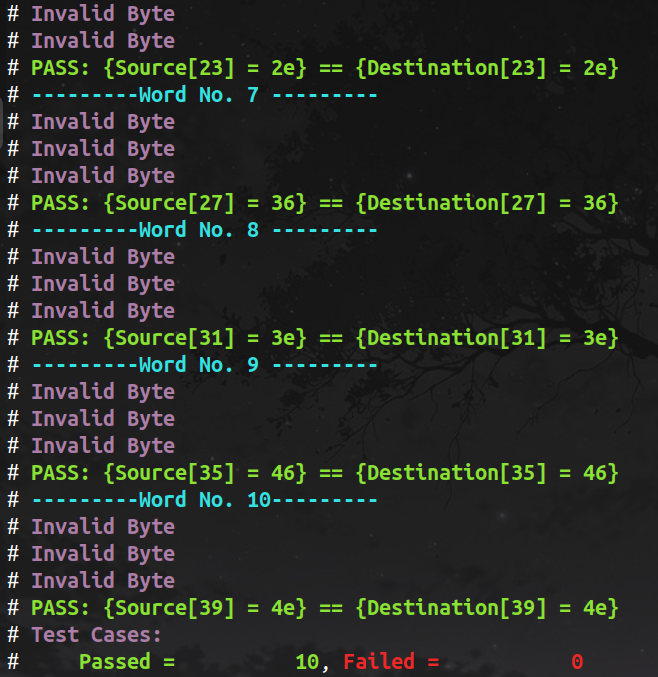 # Invalid Byte
# Invalid Byte
# PASS: {Source[23] = 2e} == {Destination[23] = 2e}
# ---------Word No. 7 ---------
# Invalid Byte
# Invalid Byte
# Invalid Byte
# PASS: {Source[27] = 36} == {Destination[27] = 36}
# ---------Word No. 8 ---------
# Invalid Byte
# Invalid Byte
# Invalid Byte
# PASS: {Source[31] = 3e} == {Destination[31] = 3e}
# ---------Word No. 9 ---------
# Invalid Byte
# Invalid Byte
# Invalid Byte
# PASS: {Source[35] = 46} == {Destination[35] = 46}
# ---------Word No. 10---------
# Invalid Byte
# Invalid Byte
# Invalid Byte
# PASS: {Source[39] = 4e} == {Destination[39] = 4e}
# Test Cases:
#     Passed =          10, Failed =           0